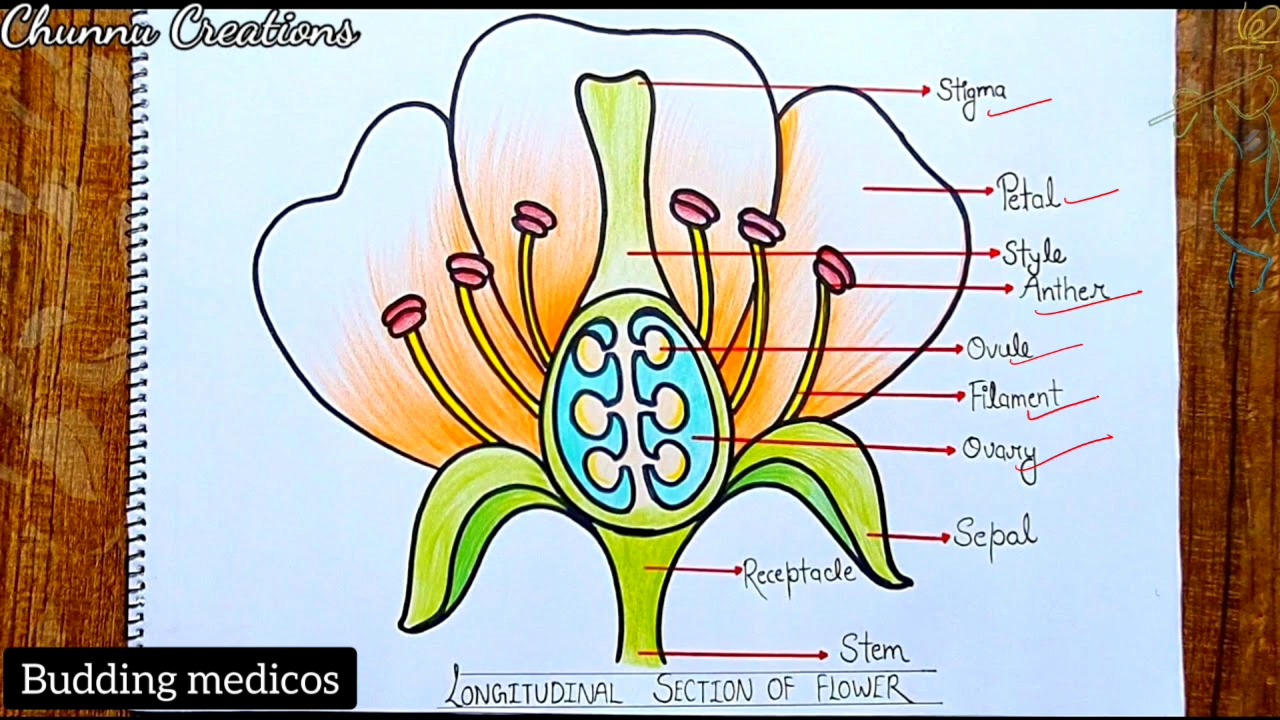 Chunnu Creations
Stigma
Petal
Style
Anther
Ovule
Filament
Ovary
Sepal
Receptacle
Stem
Budding medicos
LONGITUDINAL SECTION OF FLOWER